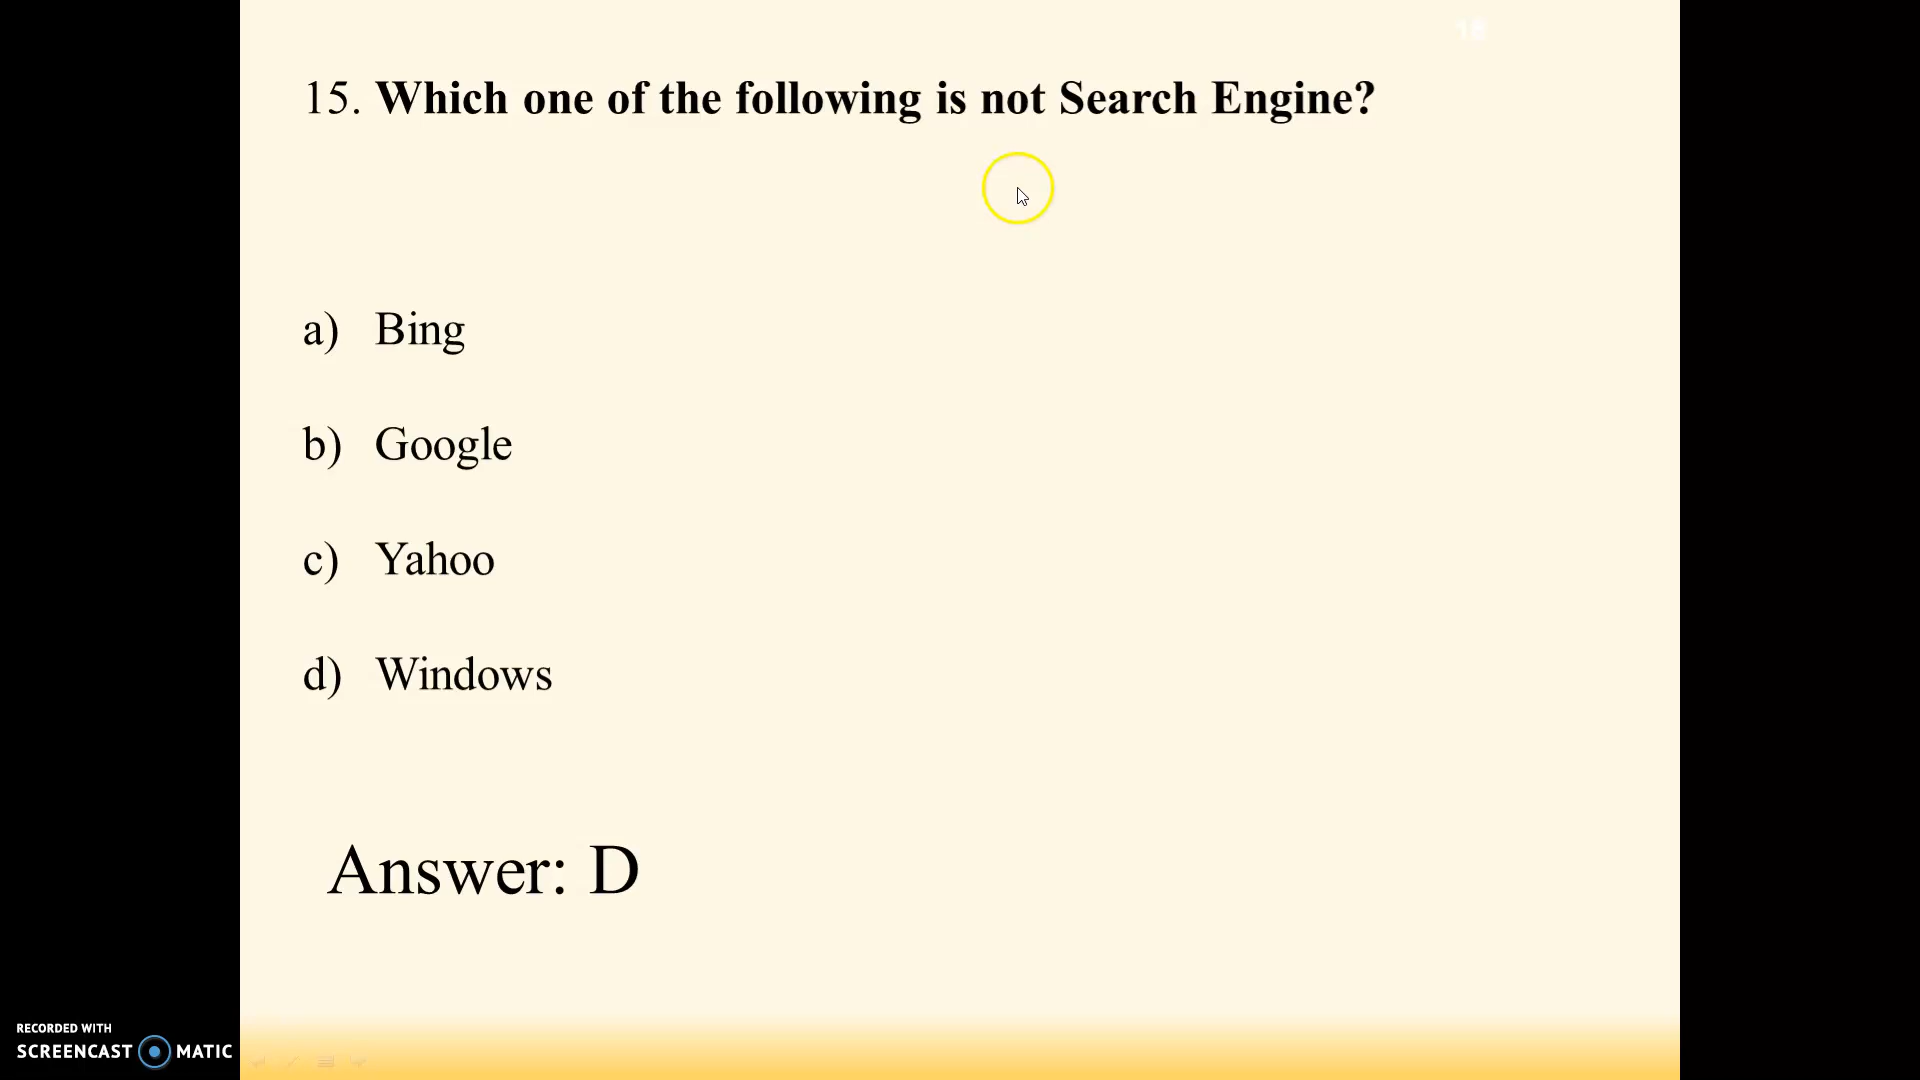 18
15. Which one of the following is not Search Engine?
a) Bing
b) Google
c) Yahoo
d) Windows
Answer: D
RECORDED WITH
SCREENCAST MATIC